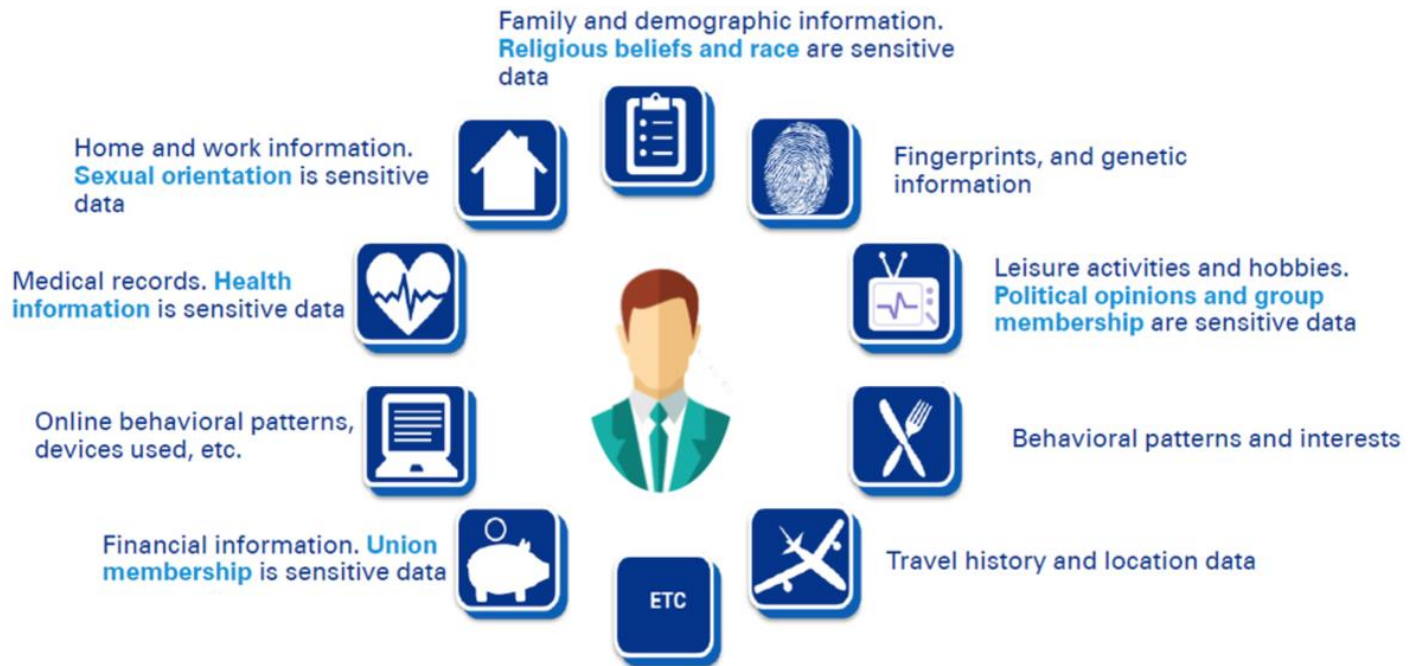 Family and demographic information.
Religious beliefs and race are sensitive
data
Home and work information.
Sexual orientation is sensitive
data
Fingerprints, and genetic
information
Medical records. Health
information is sensitive data
Leisure activities and hobbies.
Political opinions and group
membership are sensitive data
Online behavioral patterns,
devices used, etc.
Behavioral patterns and interests
Financial information. Union
membership is sensitive data
Travel history and location data
ETC